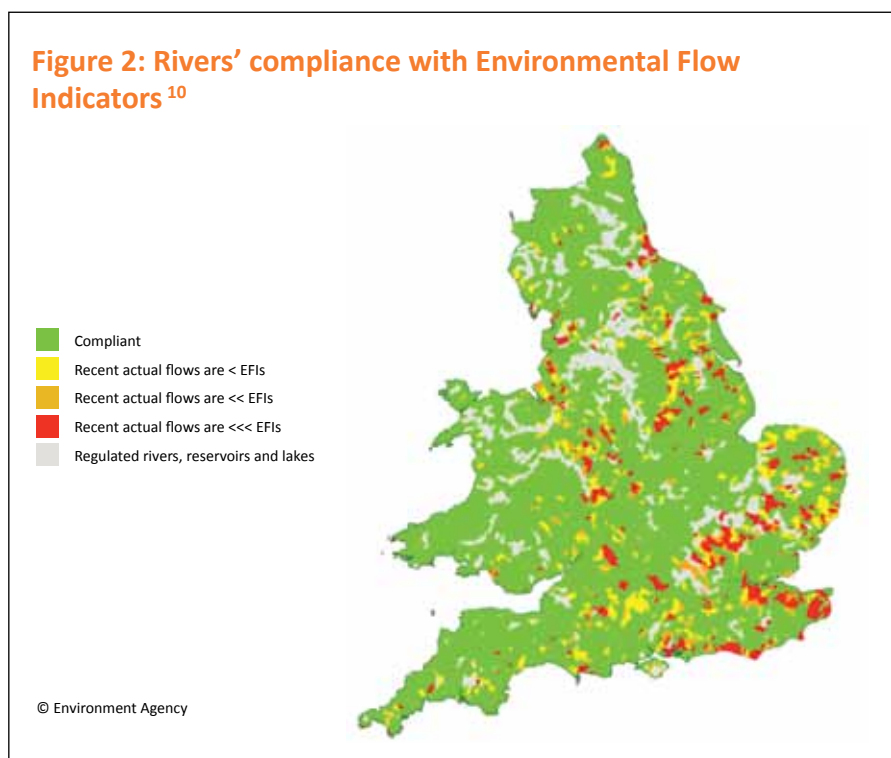 Figure 2: Rivers’ compliance with Environmental Flow
Indicators 10
Compliant
Recent actual flows are < EFIs
Recent actual flows are << EFIs
Recent actual flows are <<< EFIs
Regulated rivers, reservoirs and lakes
© Environment Agency